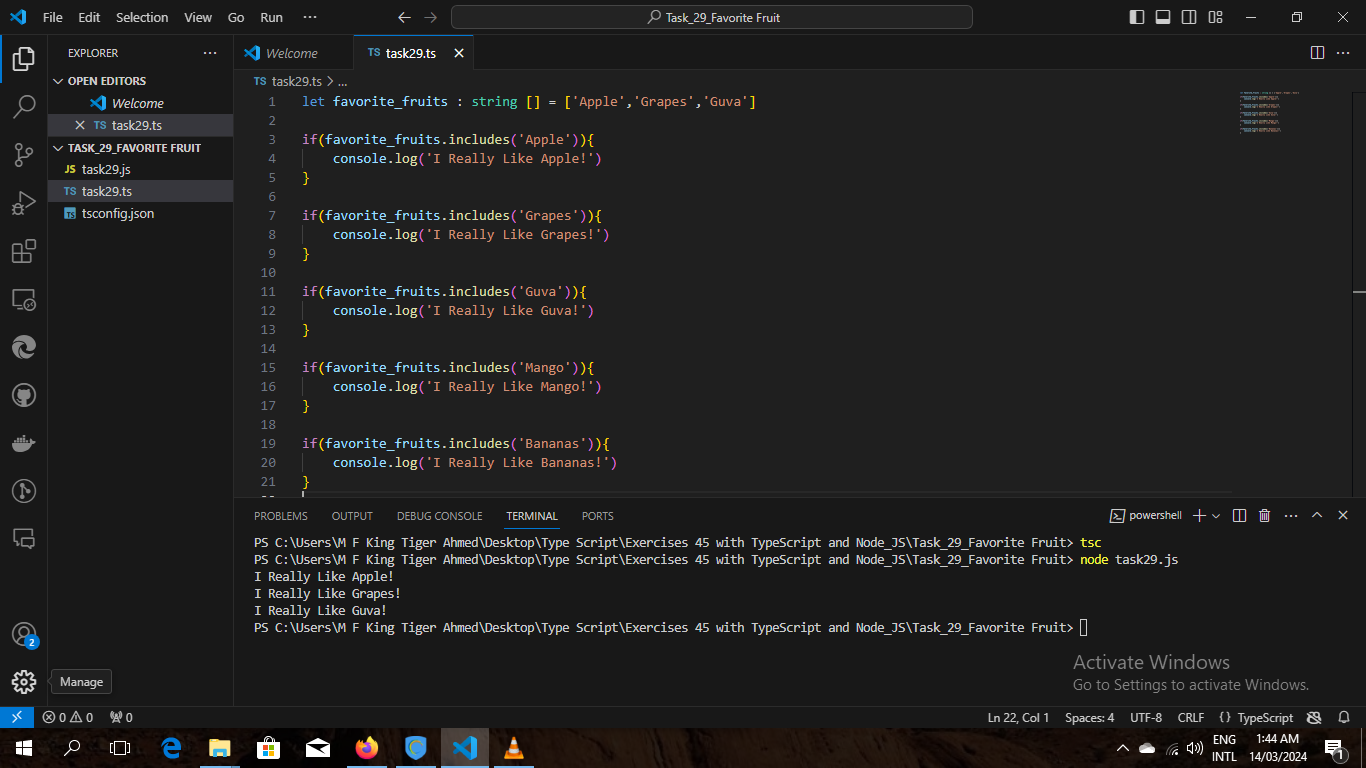 File Edit Selection View Go Run ···
Task_29_Favorite Fruit
EXPLORER
OPEN EDITORS
Welcome
TS task29.ts
TASK_29_FAVORITE FRUIT
JS task29.js
TS task29.ts
TS tsconfig.json
Welcome
TS task29.ts
TS task29.ts > ...
1 let favorite_fruits : string [] = ['Apple','Grapes','Guva']
2
3 if(favorite_fruits.includes('Apple')){
4 console.log('I Really Like Apple!')
5 }
6
7 if(favorite_fruits.includes('Grapes')){
8 console.log('I Really Like Grapes!')
9 }
10
11 if(favorite_fruits.includes('Guva')){
12 console.log('I Really Like Guva!')
13 }
14
15 if(favorite_fruits.includes('Mango')){
16 console.log('I Really Like Mango!')
17 }
18
19 if(favorite_fruits.includes('Bananas')){
20 console.log('I Really Like Bananas!')
21 }
PROBLEMS OUTPUT DEBUG CONSOLE TERMINAL PORTS
powershell
PS C:\Users\M F King Tiger Ahmed\Desktop\Type Script\Exercises 45 with TypeScript and Node_JS\Task_29_Favorite Fruit> tsc
PS C:\Users\M F King Tiger Ahmed\Desktop\Type Script\Exercises 45 with TypeScript and Node_JS\Task_29_Favorite Fruit> node task29.js
I Really Like Apple!
I Really Like Grapes!
I Really Like Guva!
PS C:\Users\M F King Tiger Ahmed\Desktop\Type Script\Exercises 45 with TypeScript and Node_JS\Task_29_Favorite Fruit>
2
Manage
Activate Windows
Go to Settings to activate Windows.
0 0 0
Ln 22, Col 1 Spaces: 4 UTF-8 CRLF {} TypeScript
ENG
INTL
1:44 AM
14/03/2024
1